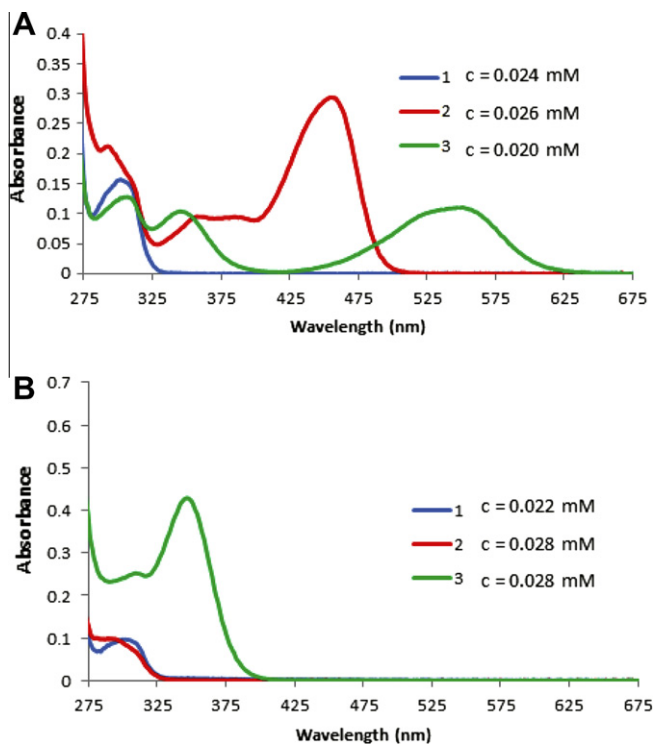 A
0.4
0.35
0.3
0.25
0.2
0.15
0.1
0.05
0
Absorbance
1 c = 0.024 mM
2 c = 0.026 mM
3 c = 0.020 mM
275 325 375 425 475 525 575 625 675
Wavelength (nm)
B
0.7
0.6
0.5
0.4
0.3
0.2
0.1
0
Absorbance
1 c = 0.022 mM
2 c = 0.028 mM
3 c = 0.028 mM
275 325 375 425 475 525 575 625 675
Wavelength (nm)